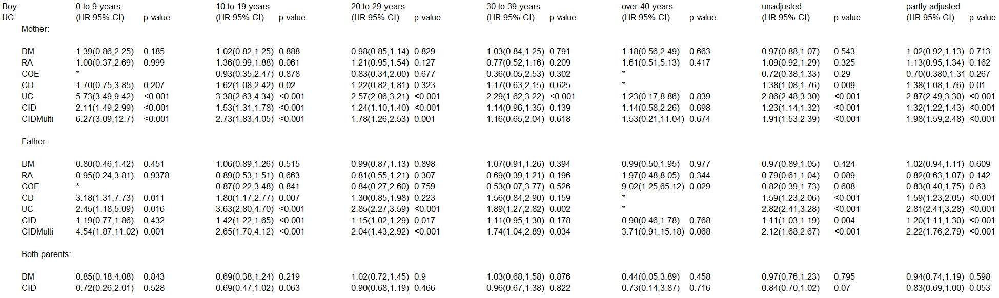 Boy 0 to 9 years 10 to 19 years 20 to 29 years 30 to 39 years over 40 years unadjusted partly adjusted
UC (HR 95% CI) p-value (HR 95% CI) p-value (HR 95% CI) p-value (HR 95% CI) p-value (HR 95% CI) p-value (HR 95% CI) p-value (HR 95% CI) p-value
Mother:
DM 1.39(0.86,2.25) 0.185 1.02(0.82,1.25) 0.888 0.98(0.85,1.14) 0.829 1.03(0.84,1.25) 0.791 1.18(0.56,2.49) 0.663 0.97(0.88,1.07) 0.543 1.02(0.92,1.13) 0.713
RA 1.00(0.37,2.69) 0.999 1.36(0.99,1.88) 0.061 1.21(0.95,1.54) 0.127 0.77(0.52,1.16) 0.209 1.61(0.51,5.13) 0.417 1.09(0.92,1.29) 0.325 1.13(0.95,1.34) 0.162
COE * 0.93(0.35,2.47) 0.878 0.83(0.34,2.00) 0.677 0.36(0.05,2.53) 0.302 * 0.72(0.38,1.33) 0.29 0.70(0.380,1.31) 0.267
CD 1.70(0.75,3.85) 0.207 1.62(1.08,2.42) 0.02 1.22(0.82,1.81) 0.323 1.17(0.63,2.15) 0.625 * 1.38(1.08,1.76) 0.009 1.38(1.08,1.76) 0.01
UC 5.73(3.49,9.42) <0.001 3.38(2.63,4.34) <0.001 2.57(2.06,3.21) <0.001 2.29(1.62,3.22) <0.001 1.23(0.17,8.86) 0.839 2.86(2.48,3.30) <0.001 2.87(2.49,3.30) <0.001
CID 2.11(1.49,2.99) <0.001 1.53(1.31,1.78) <0.001 1.24(1.10,1.40) <0.001 1.14(0.96,1.35) 0.139 1.14(0.58,2.26) 0.698 1.23(1.14,1.32) <0.001 1.32(1.22,1.43) <0.001
CIDMulti 6.27(3.09,12.7) <0.001 2.73(1.83,4.05) <0.001 1.78(1.26,2.53) 0.001 1.16(0.65,2.04) 0.618 1.53(0.21,11.04) 0.674 1.91(1.53,2.39) <0.001 1.98(1.59,2.48) <0.001
Father:
DM 0.80(0.46,1.42) 0.451 1.06(0.89,1.26) 0.515 0.99(0.87,1.13) 0.898 1.07(0.91,1.26) 0.394 0.99(0.50,1.95) 0.977 0.97(0.89,1.05) 0.424 1.02(0.94,1.11) 0.609
RA 0.95(0.24,3.81) 0.9378 0.89(0.53,1.51) 0.663 0.81(0.55,1.21) 0.307 0.69(0.39,1.21) 0.196 1.97(0.48,8.05) 0.344 0.79(0.61,1.04) 0.089 0.82(0.63,1.07) 0.142
COE * 0.87(0.22,3.48) 0.841 0.84(0.27,2.60) 0.759 0.53(0.07,3.77) 0.526 9.02(1.25,65.12) 0.029 0.82(0.39,1.73) 0.608 0.83(0.40,1.75) 0.63
CD 3.18(1.31,7.73) 0.011 1.80(1.17,2.77) 0.007 1.30(0.85,1.98) 0.223 1.56(0.84,2.90) 0.159 * 1.59(1.23,2.06) <0.001 1.59(1.23,2.05) <0.001
UC 2.45(1.18,5.09) 0.016 3.63(2.80,4.70) <0.001 2.85(2.27,3.59) <0.001 1.89(1.27,2.82) 0.002 * 2.82(2.41,3.28) <0.001 2.81(2.41,3.28) <0.001
CID 1.19(0.77,1.86) 0.432 1.42(1.22,1.65) <0.001 1.15(1.02,1.29) 0.017 1.11(0.95,1.30) 0.178 0.90(0.46,1.78) 0.768 1.11(1.03,1.19) 0.004 1.20(1.11,1.30) <0.001
CIDMulti 4.54(1.87,11.02) 0.001 2.65(1.70,4.12) <0.001 2.04(1.43,2.92) <0.001 1.74(1.04,2.89) 0.034 3.71(0.91,15.18) 0.068 2.12(1.68,2.67) <0.001 2.22(1.76,2.79) <0.001
Both parents:
DM 0.85(0.18,4.08) 0.843 0.69(0.38,1.24) 0.219 1.02(0.72,1.45) 0.9 1.03(0.68,1.58) 0.876 0.44(0.05,3.89) 0.458 0.97(0.76,1.23) 0.795 0.94(0.74,1.19) 0.598
CID 0.72(0.26,2.01) 0.528 0.69(0.47,1.02) 0.063 0.90(0.68,1.19) 0.466 0.96(0.67,1.38) 0.822 0.73(0.14,3.87) 0.716 0.84(0.70,1.02) 0.07 0.83(0.69,1.00) 0.053